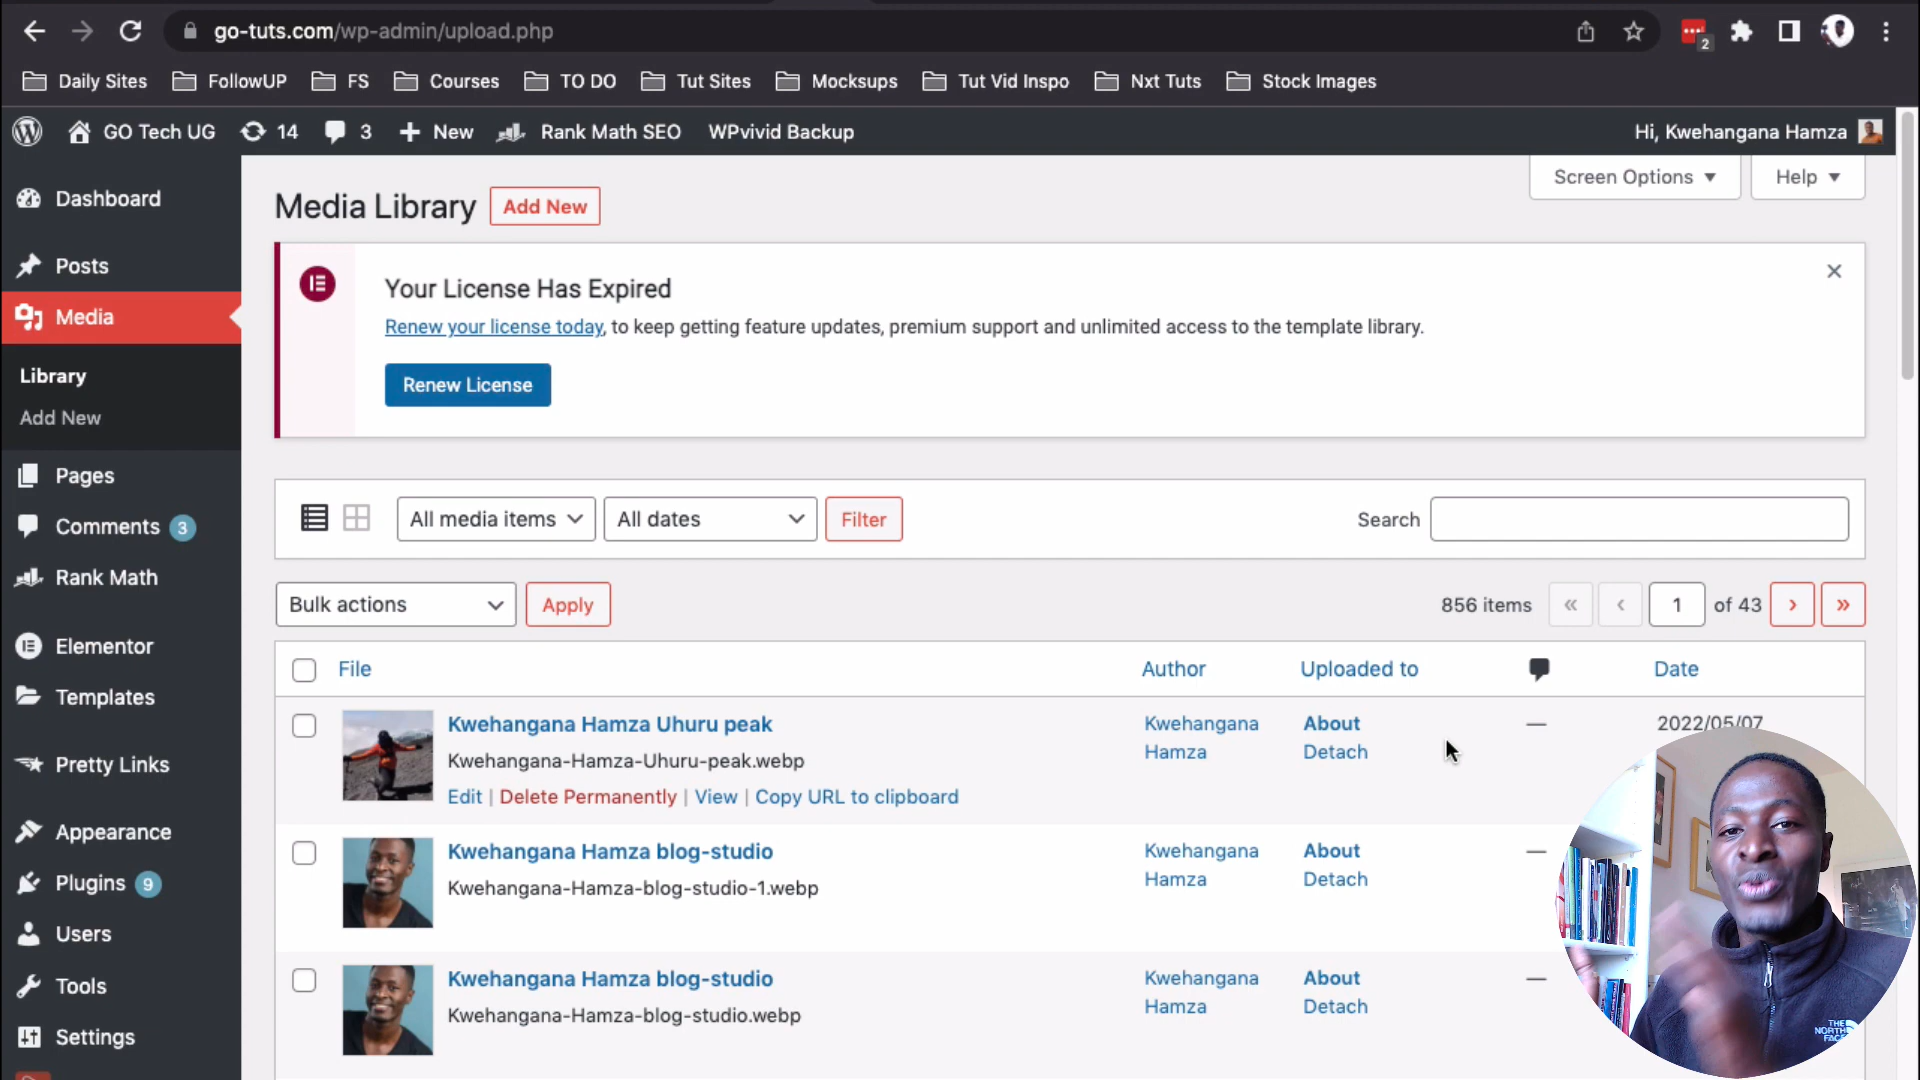 go-tuts.com/wp-admin/upload.php
2
Daily Sites FollowUP FS Courses TO DO Tut Sites Mocksups Tut Vid Inspo Nxt Tuts Stock Images
GO Tech UG 14 3 New Rank Math SEO WPvivid Backup Hi, Kwehangana Hamza
Screen Options Help
Dashboard
Posts
Media
Library
Add New
Pages
Comments 3
Rank Math
Elementor
Templates
Pretty Links
Appearance
Plugins 9
Users
Tools
Settings
Media Library Add New
Your License Has Expired
Renew your license today, to keep getting feature updates, premium support and unlimited access to the template library.
Renew License
All media items All dates Filter Search
Bulk actions Apply 856 items « ‹ 1 of 43 › »
File Author Uploaded to Date
Kwehangana Hamza Uhuru peak Kwehangana About — 2022/05/07
Kwehangana-Hamza-Uhuru-peak.webp Hamza Detach
Edit | Delete Permanently | View | Copy URL to clipboard
Kwehangana Hamza blog-studio Kwehangana About —
Kwehangana-Hamza-blog-studio-1.webp Hamza Detach
Kwehangana Hamza blog-studio Kwehangana About —
Kwehangana-Hamza-blog-studio.webp Hamza Detach
THE
NORTH
FACE